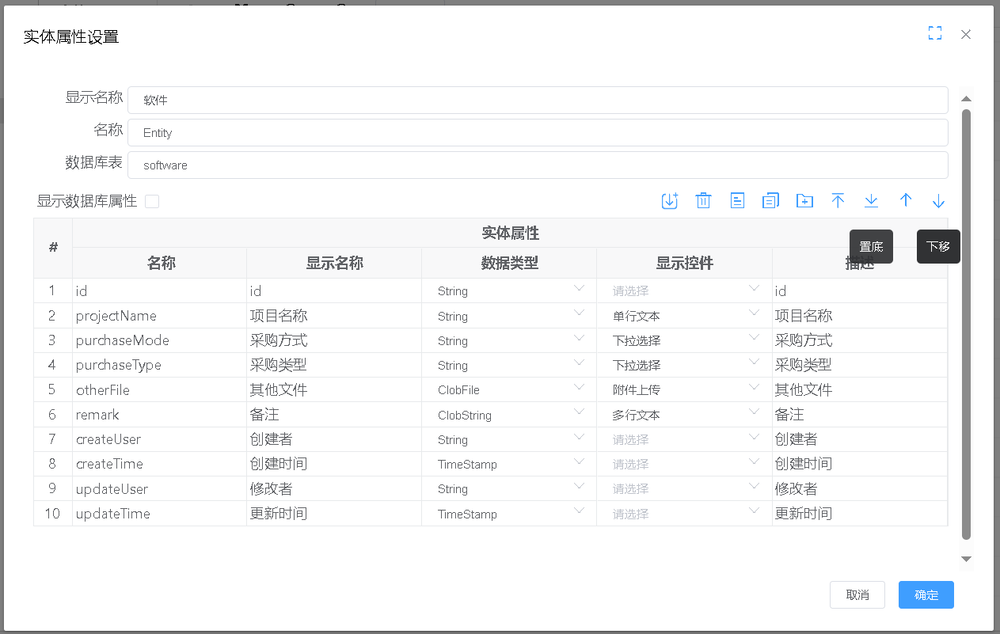 实体属性设置
显示名称 软件
名称 Entity
数据库表 software
显示数据库属性
# 实体属性
置底 下移
名称 显示名称 数据类型 显示控件 描述
1 id id String 请选择 id
2 projectName 项目名称 String 单行文本 项目名称
3 purchaseMode 采购方式 String 下拉选择 采购方式
4 purchaseType 采购类型 String 下拉选择 采购类型
5 otherFile 其他文件 ClobFile 附件上传 其他文件
6 remark 备注 ClobString 多行文本 备注
7 createUser 创建者 String 请选择 创建者
8 createTime 创建时间 TimeStamp 请选择 创建时间
9 updateUser 修改者 String 请选择 修改者
10 updateTime 更新时间 TimeStamp 请选择 更新时间
取消 确定